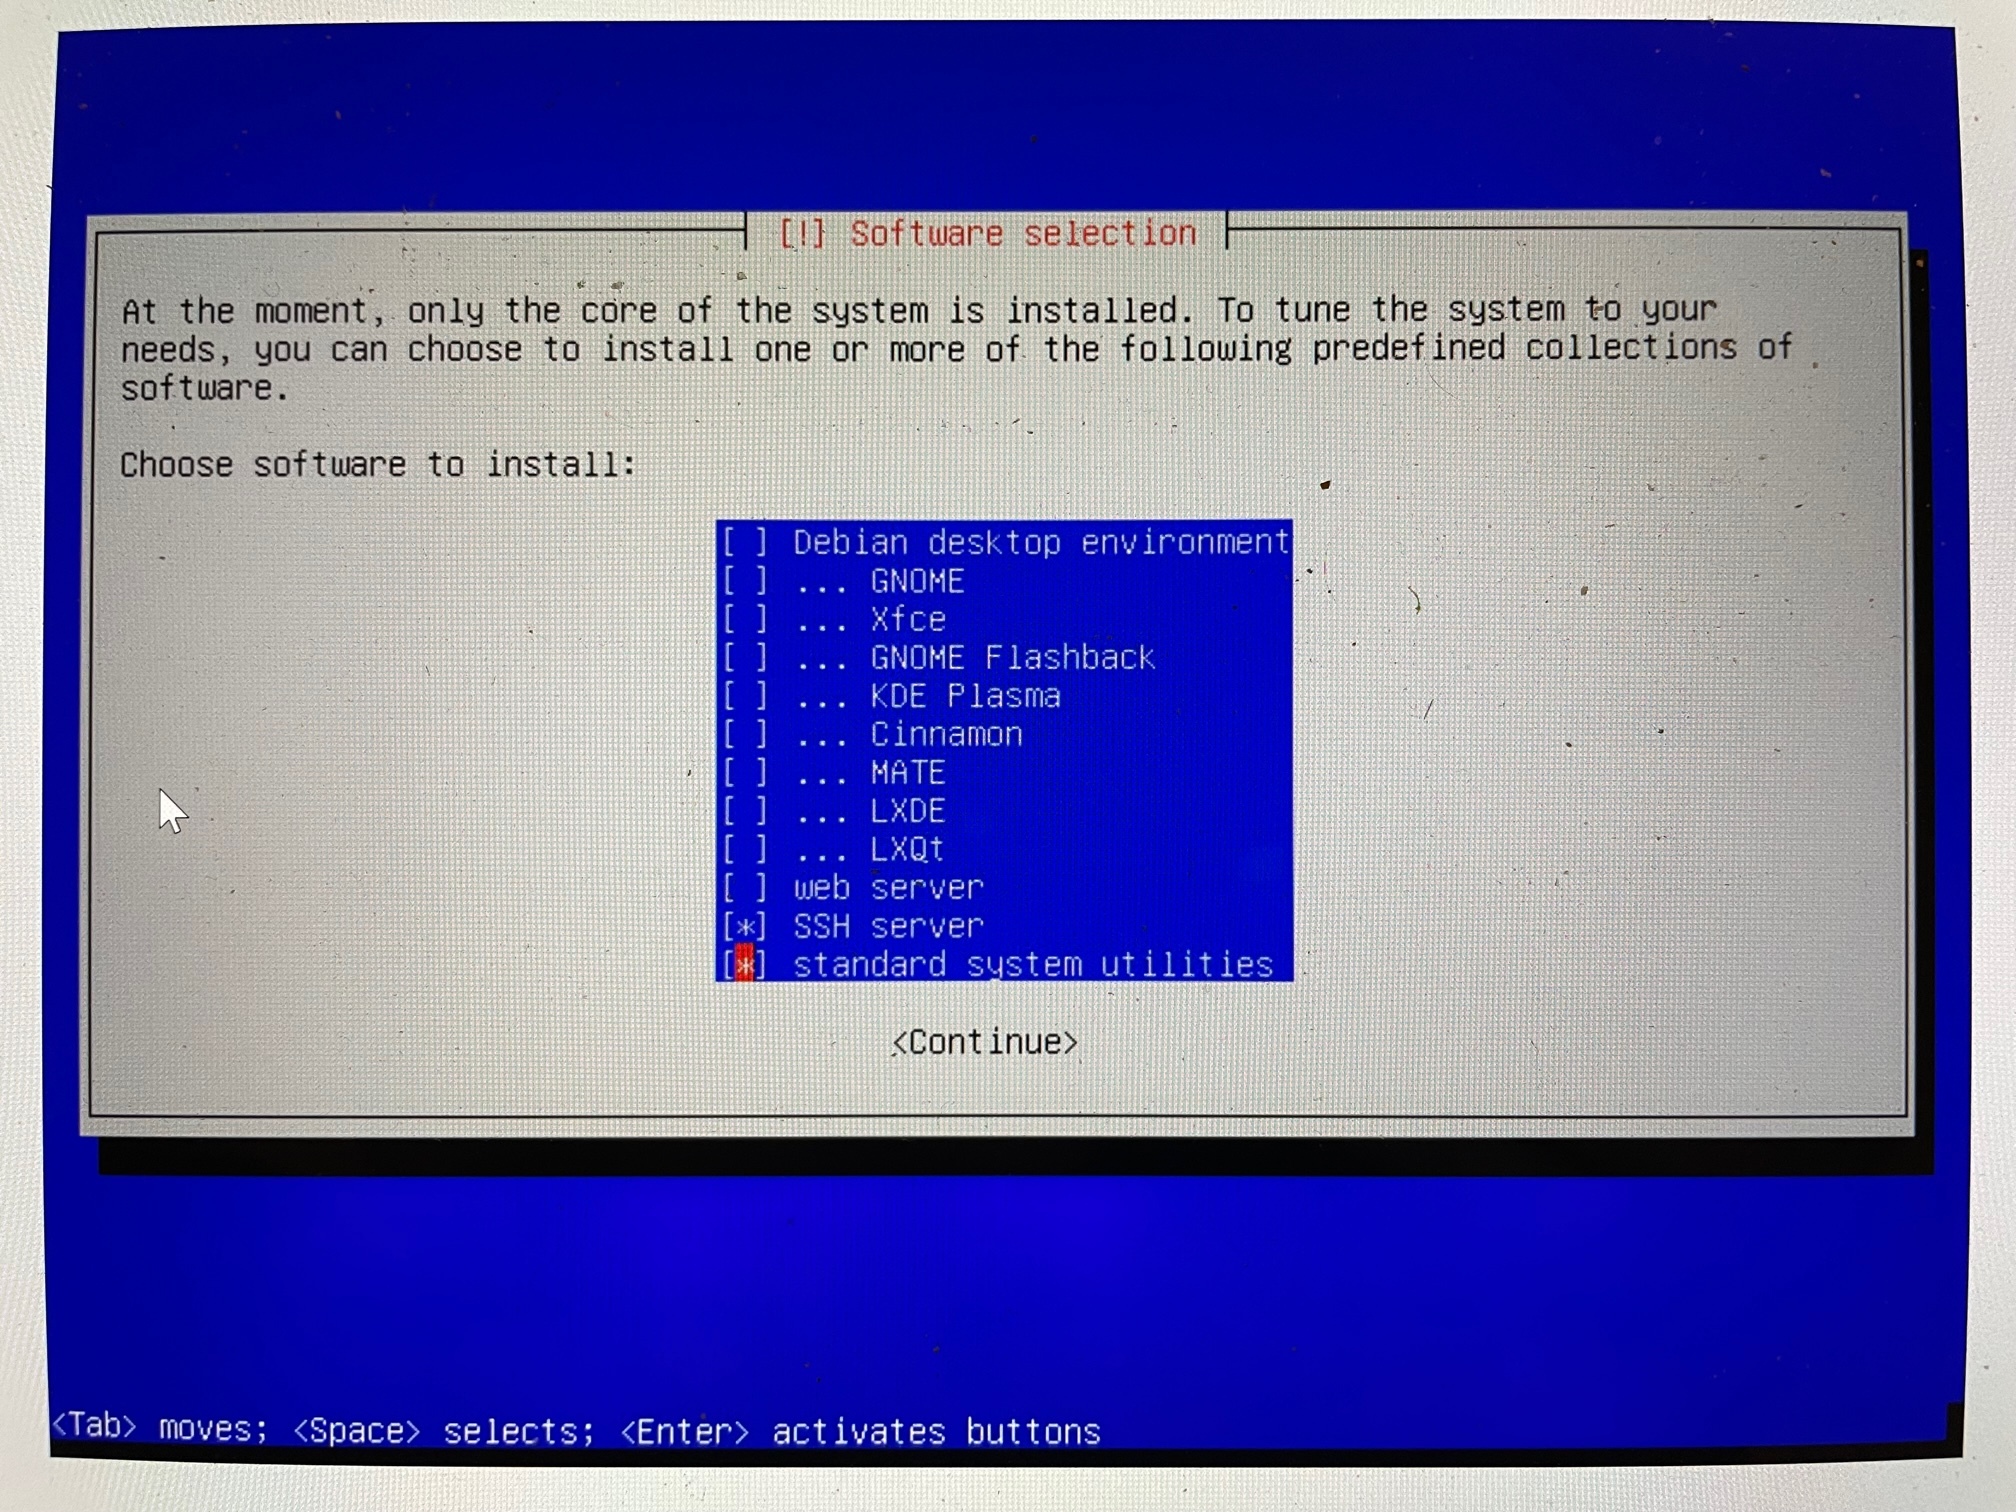 [!] Software selection
At the moment, only the core of the system is installed. To tune the system to your
needs, you can choose to install one or more of the following predefined collections of
software.
Choose software to install:
[ ] Debian desktop environment
[ ] ... GNOME
[ ] ... Xfce
[ ] ... GNOME Flashback
[ ] ... KDE Plasma
[ ] ... Cinnamon
[ ] ... MATE
[ ] ... LXDE
[ ] ... LXQt
[ ] web server
[*] SSH server
[*] standard system utilities
<Continue>
<Tab> moves; <Space> selects; <Enter> activates buttons